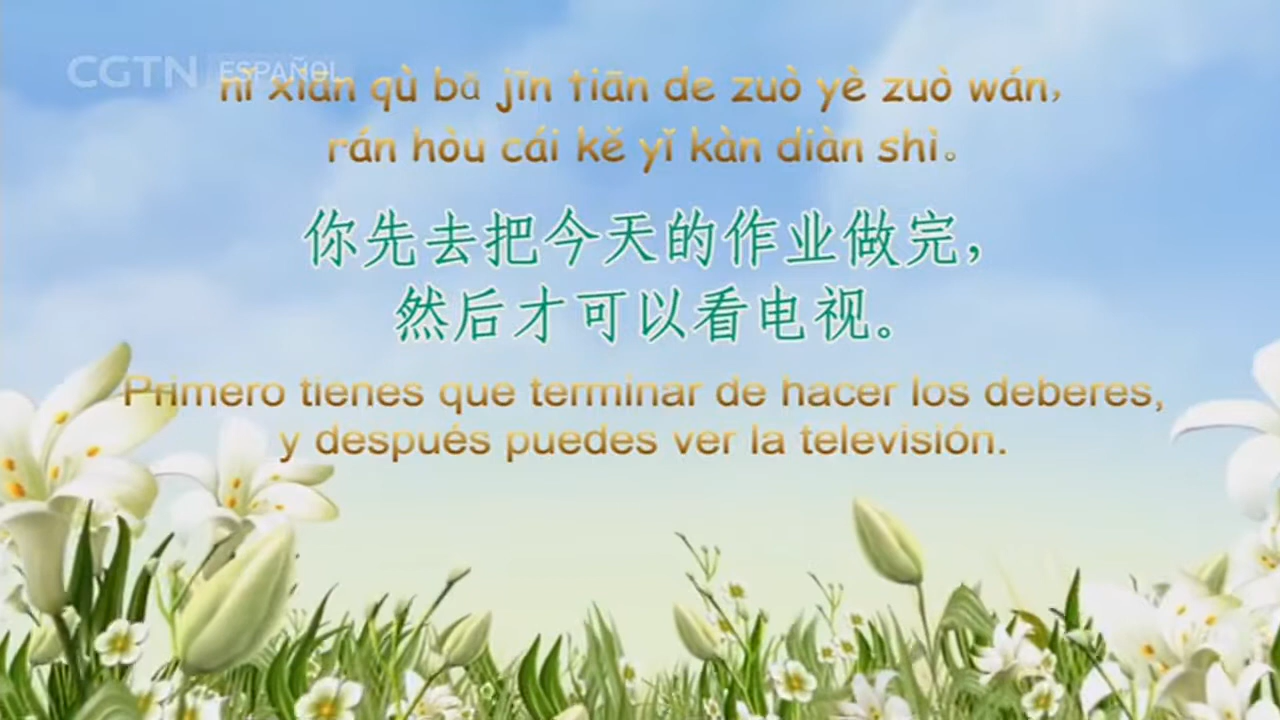 CGTN ESPAÑOL
nǐ xiān qù bǎ jīn tiān de zuò yè zuò wán,
rán hòu cái kě yǐ kàn diàn shì。
你先去把今天的作业做完，
然后才可以看电视。
Primero tienes que terminar de hacer los deberes,
y después puedes ver la televisión.